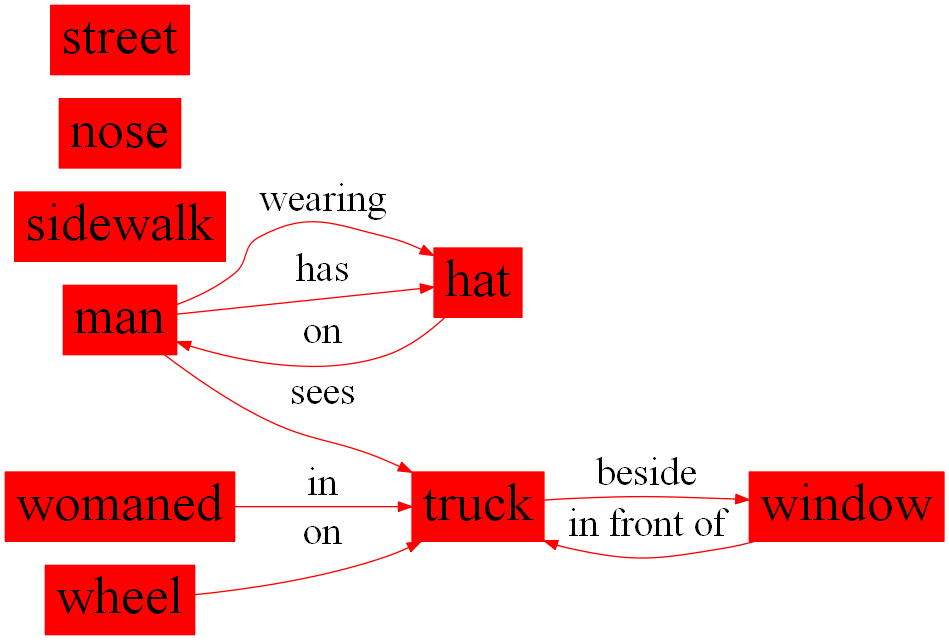 street
nose
sidewalk
wearing
has
hat
man
on
sees
womaned
in
truck
beside
window
in front of
on
wheel